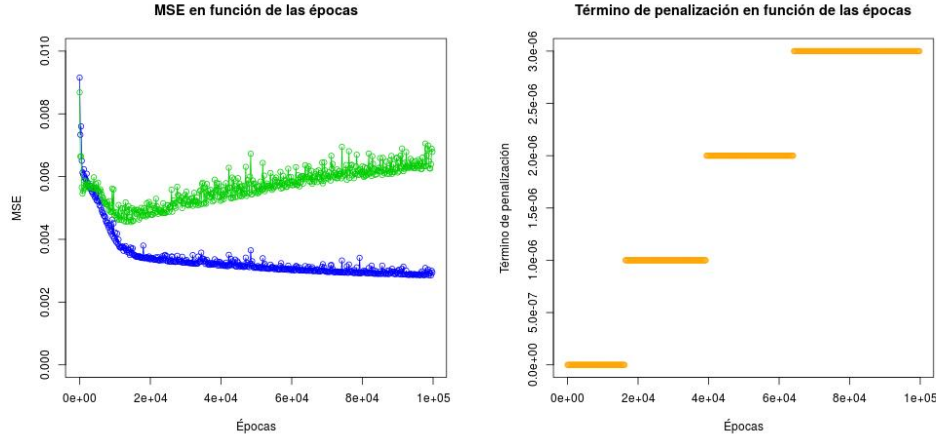 MSE en función de las épocas
MSE
0.010
0.008
0.006
0.004
0.002
0.000
0e+00 2e+04 4e+04 6e+04 8e+04 1e+05
Épocas
Término de penalización en función de las épocas
Término de penalización
3.0e-06
2.5e-06
2.0e-06
1.5e-06
1.0e-06
5.0e-07
0.0e+00
0e+00 2e+04 4e+04 6e+04 8e+04 1e+05
Épocas